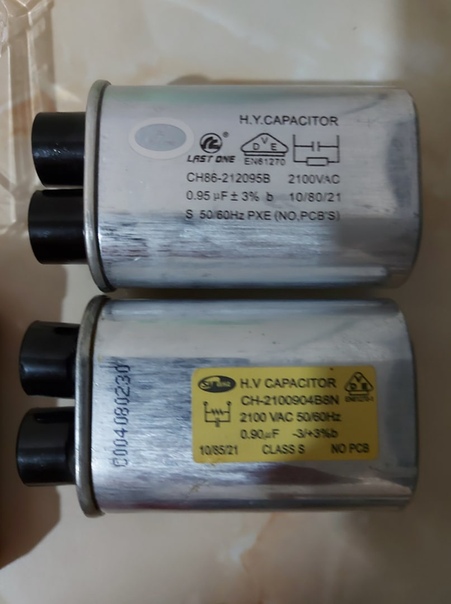 H.Y.CAPACITOR
LAST ONE
DVE
EN61270
CH86-212095B 2100VAC
0.95 µF ± 3% b 10/80/21
S 50/60Hz PXE (NO,PCB'S)
H.V CAPACITOR
CH-2100904B8N
2100 VAC 50/60Hz
0.90µF -3/+3%b
10/85/21 CLASS S NO PCB
C004080230